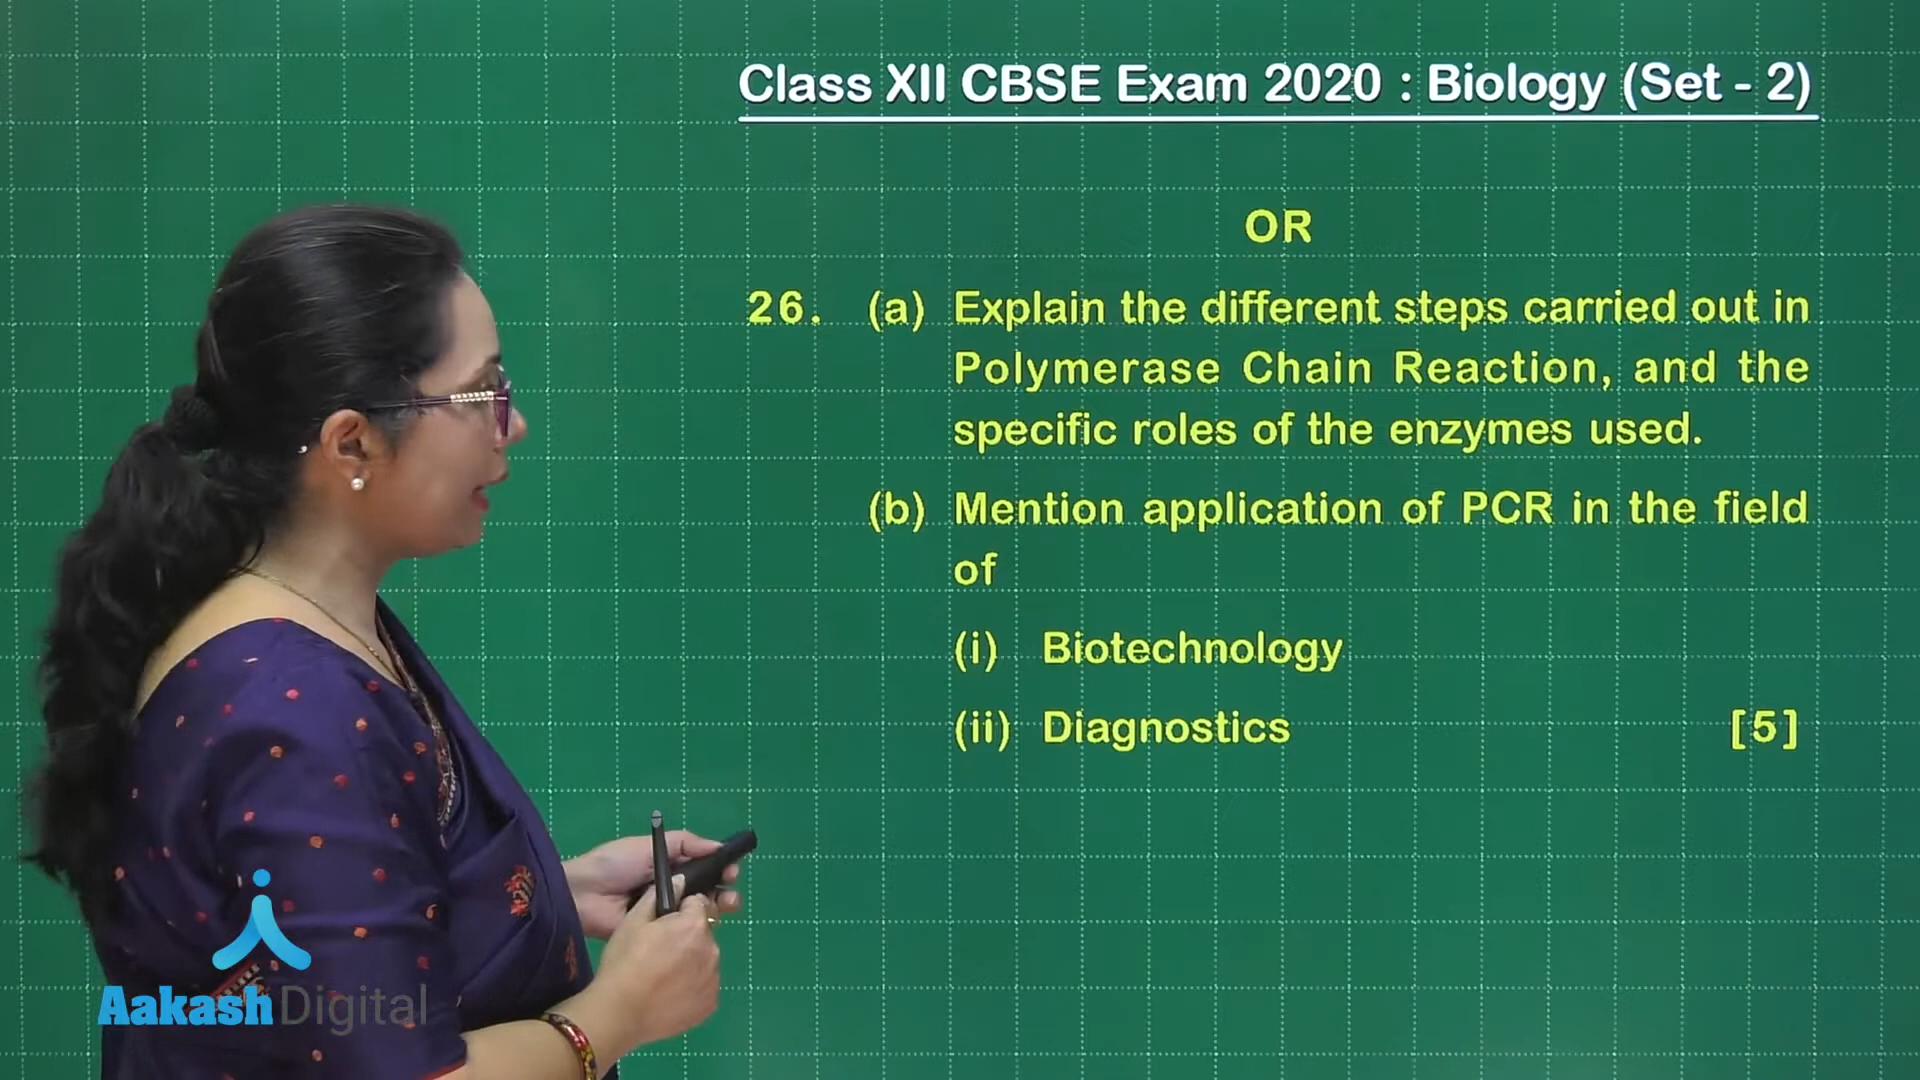 Class XII CBSE Exam 2020 : Biology (Set - 2)
OR
26. (a) Explain the different steps carried out in
Polymerase Chain Reaction, and the
specific roles of the enzymes used.
(b) Mention application of PCR in the field
of
(i) Biotechnology
(ii) Diagnostics [5]
Aakash Digital